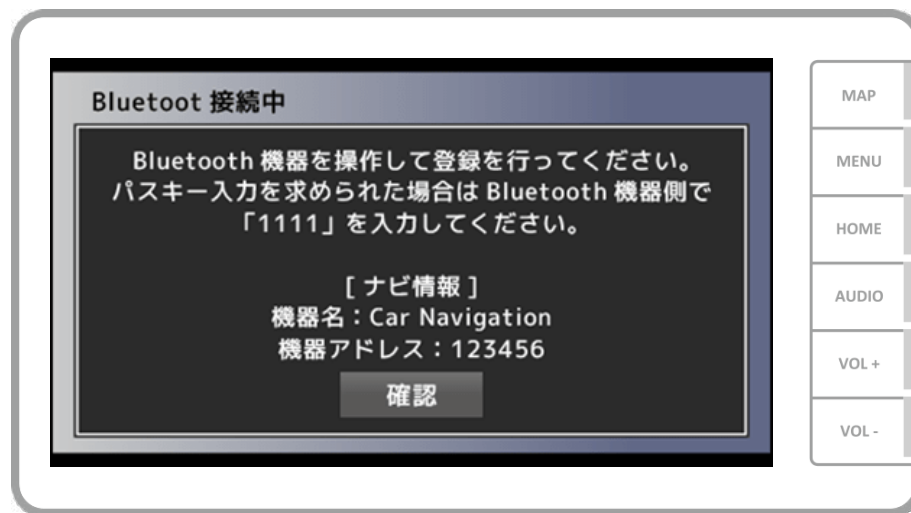 Bluetoot 接続中
Bluetooth 機器を操作して登録を行ってください。
パスキー入力を求められた場合は Bluetooth 機器側で
「1111」を入力してください。
[ ナビ情報 ]
機器名：Car Navigation
機器アドレス：123456
確認
MAP
MENU
HOME
AUDIO
VOL +
VOL -